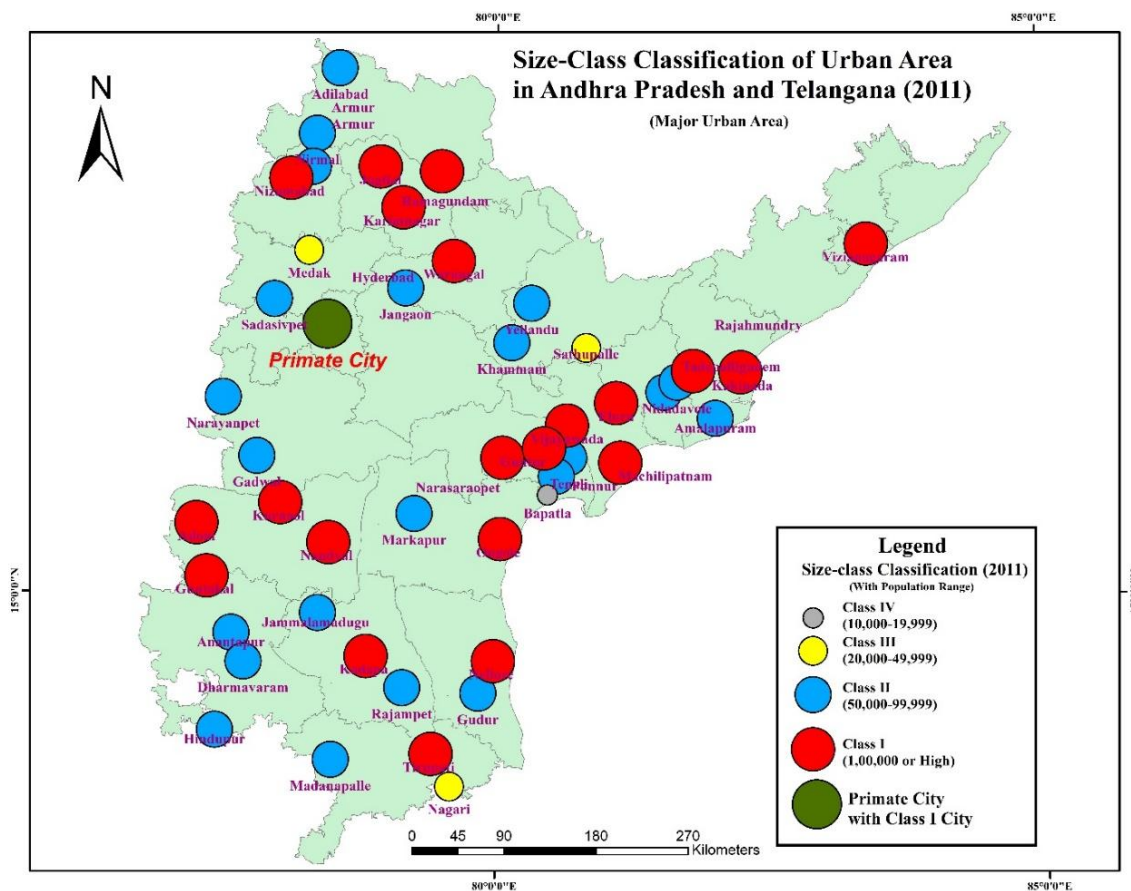 80°0'0"E
85°0'0"E
Size-Class Classification of Urban Area
in Andhra Pradesh and Telangana (2011)
(Major Urban Area)
N
Adilabad
Armur
Armur
Nirmal
Nizamabad
Ramagundam
Karimnagar
Warangal
Vizianagaram
Medak
Hyderbad
Jangaon
Sadasivpet
Primate City
Yellandu
Khammam
Sathupalle
Rajahmundry
Kakinada
Nidadavole
Amalapuram
Narayanpet
Gadwal
Kurnool
Narasaraopet
Markapur
Machilipatnam
Tenali
Ponnur
Bapatla
Ongole
Nandyal
Guntakal
15°0'0"N
Jammalamadugu
Anantapur
Dharmavaram
Kadapa
Rajampet
Gudur
Hindupur
Madanapalle
Tirupati
Nagari
Legend
Size-class Classification (2011)
(With Population Range)
Class IV
(10,000-19,999)
Class III
(20,000-49,999)
Class II
(50,000-99,999)
Class I
(1,00,000 or High)
Primate City
with Class I City
0 45 90 180 270
Kilometers
80°0'0"E
85°0'0"E